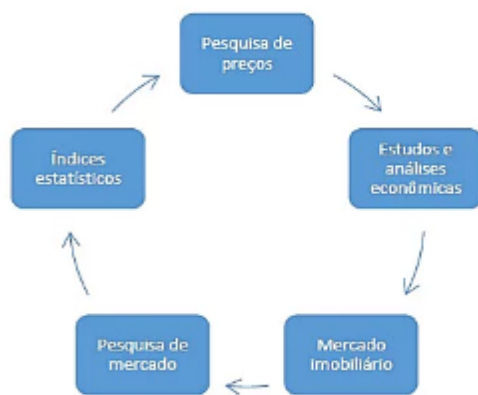 Pesquisa de
preços
Estudos e
análises
econômicas
Mercado
imobiliário
Pesquisa de
mercado
Índices
estatísticos